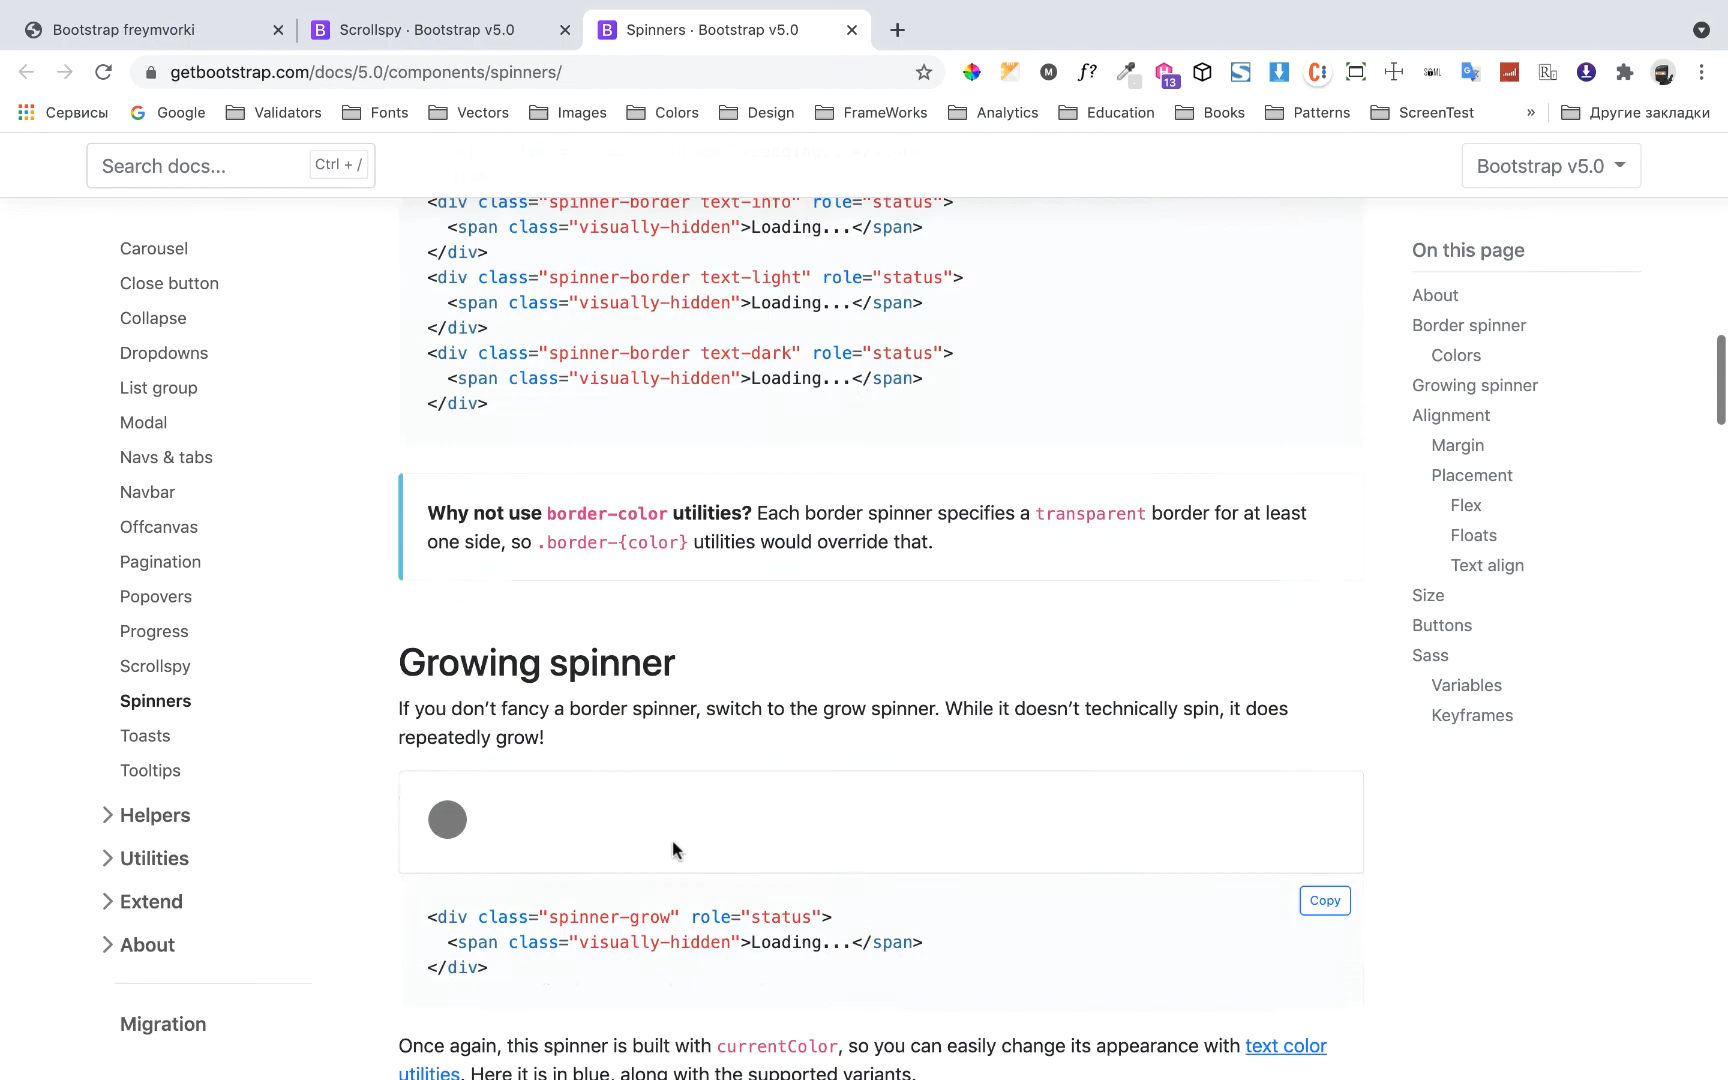 Bootstrap freymvorki
Scrollspy · Bootstrap v5.0
Spinners · Bootstrap v5.0
getbootstrap.com/docs/5.0/components/spinners/
13
Сервисы
Google
Validators
Fonts
Vectors
Images
Colors
Design
FrameWorks
Analytics
Education
Books
Patterns
ScreenTest
»
Другие закладки
Search docs...
Ctrl + /
Bootstrap v5.0
Carousel
Close button
Collapse
Dropdowns
List group
Modal
Navs & tabs
Navbar
Offcanvas
Pagination
Popovers
Progress
Scrollspy
Spinners
Toasts
Tooltips
Helpers
Utilities
Extend
About
Migration
<div class="spinner-border text-info" role="status">
<span class="visually-hidden">Loading...</span>
</div>
<div class="spinner-border text-light" role="status">
<span class="visually-hidden">Loading...</span>
</div>
<div class="spinner-border text-dark" role="status">
<span class="visually-hidden">Loading...</span>
</div>
Why not use border-color utilities? Each border spinner specifies a transparent border for at least
one side, so .border-{color} utilities would override that.
Growing spinner
If you don’t fancy a border spinner, switch to the grow spinner. While it doesn’t technically spin, it does
repeatedly grow!
Copy
<div class="spinner-grow" role="status">
<span class="visually-hidden">Loading...</span>
</div>
Once again, this spinner is built with currentColor, so you can easily change its appearance with text color
utilities. Here it is in blue, along with the supported variants.
On this page
About
Border spinner
Colors
Growing spinner
Alignment
Margin
Placement
Flex
Floats
Text align
Size
Buttons
Sass
Variables
Keyframes